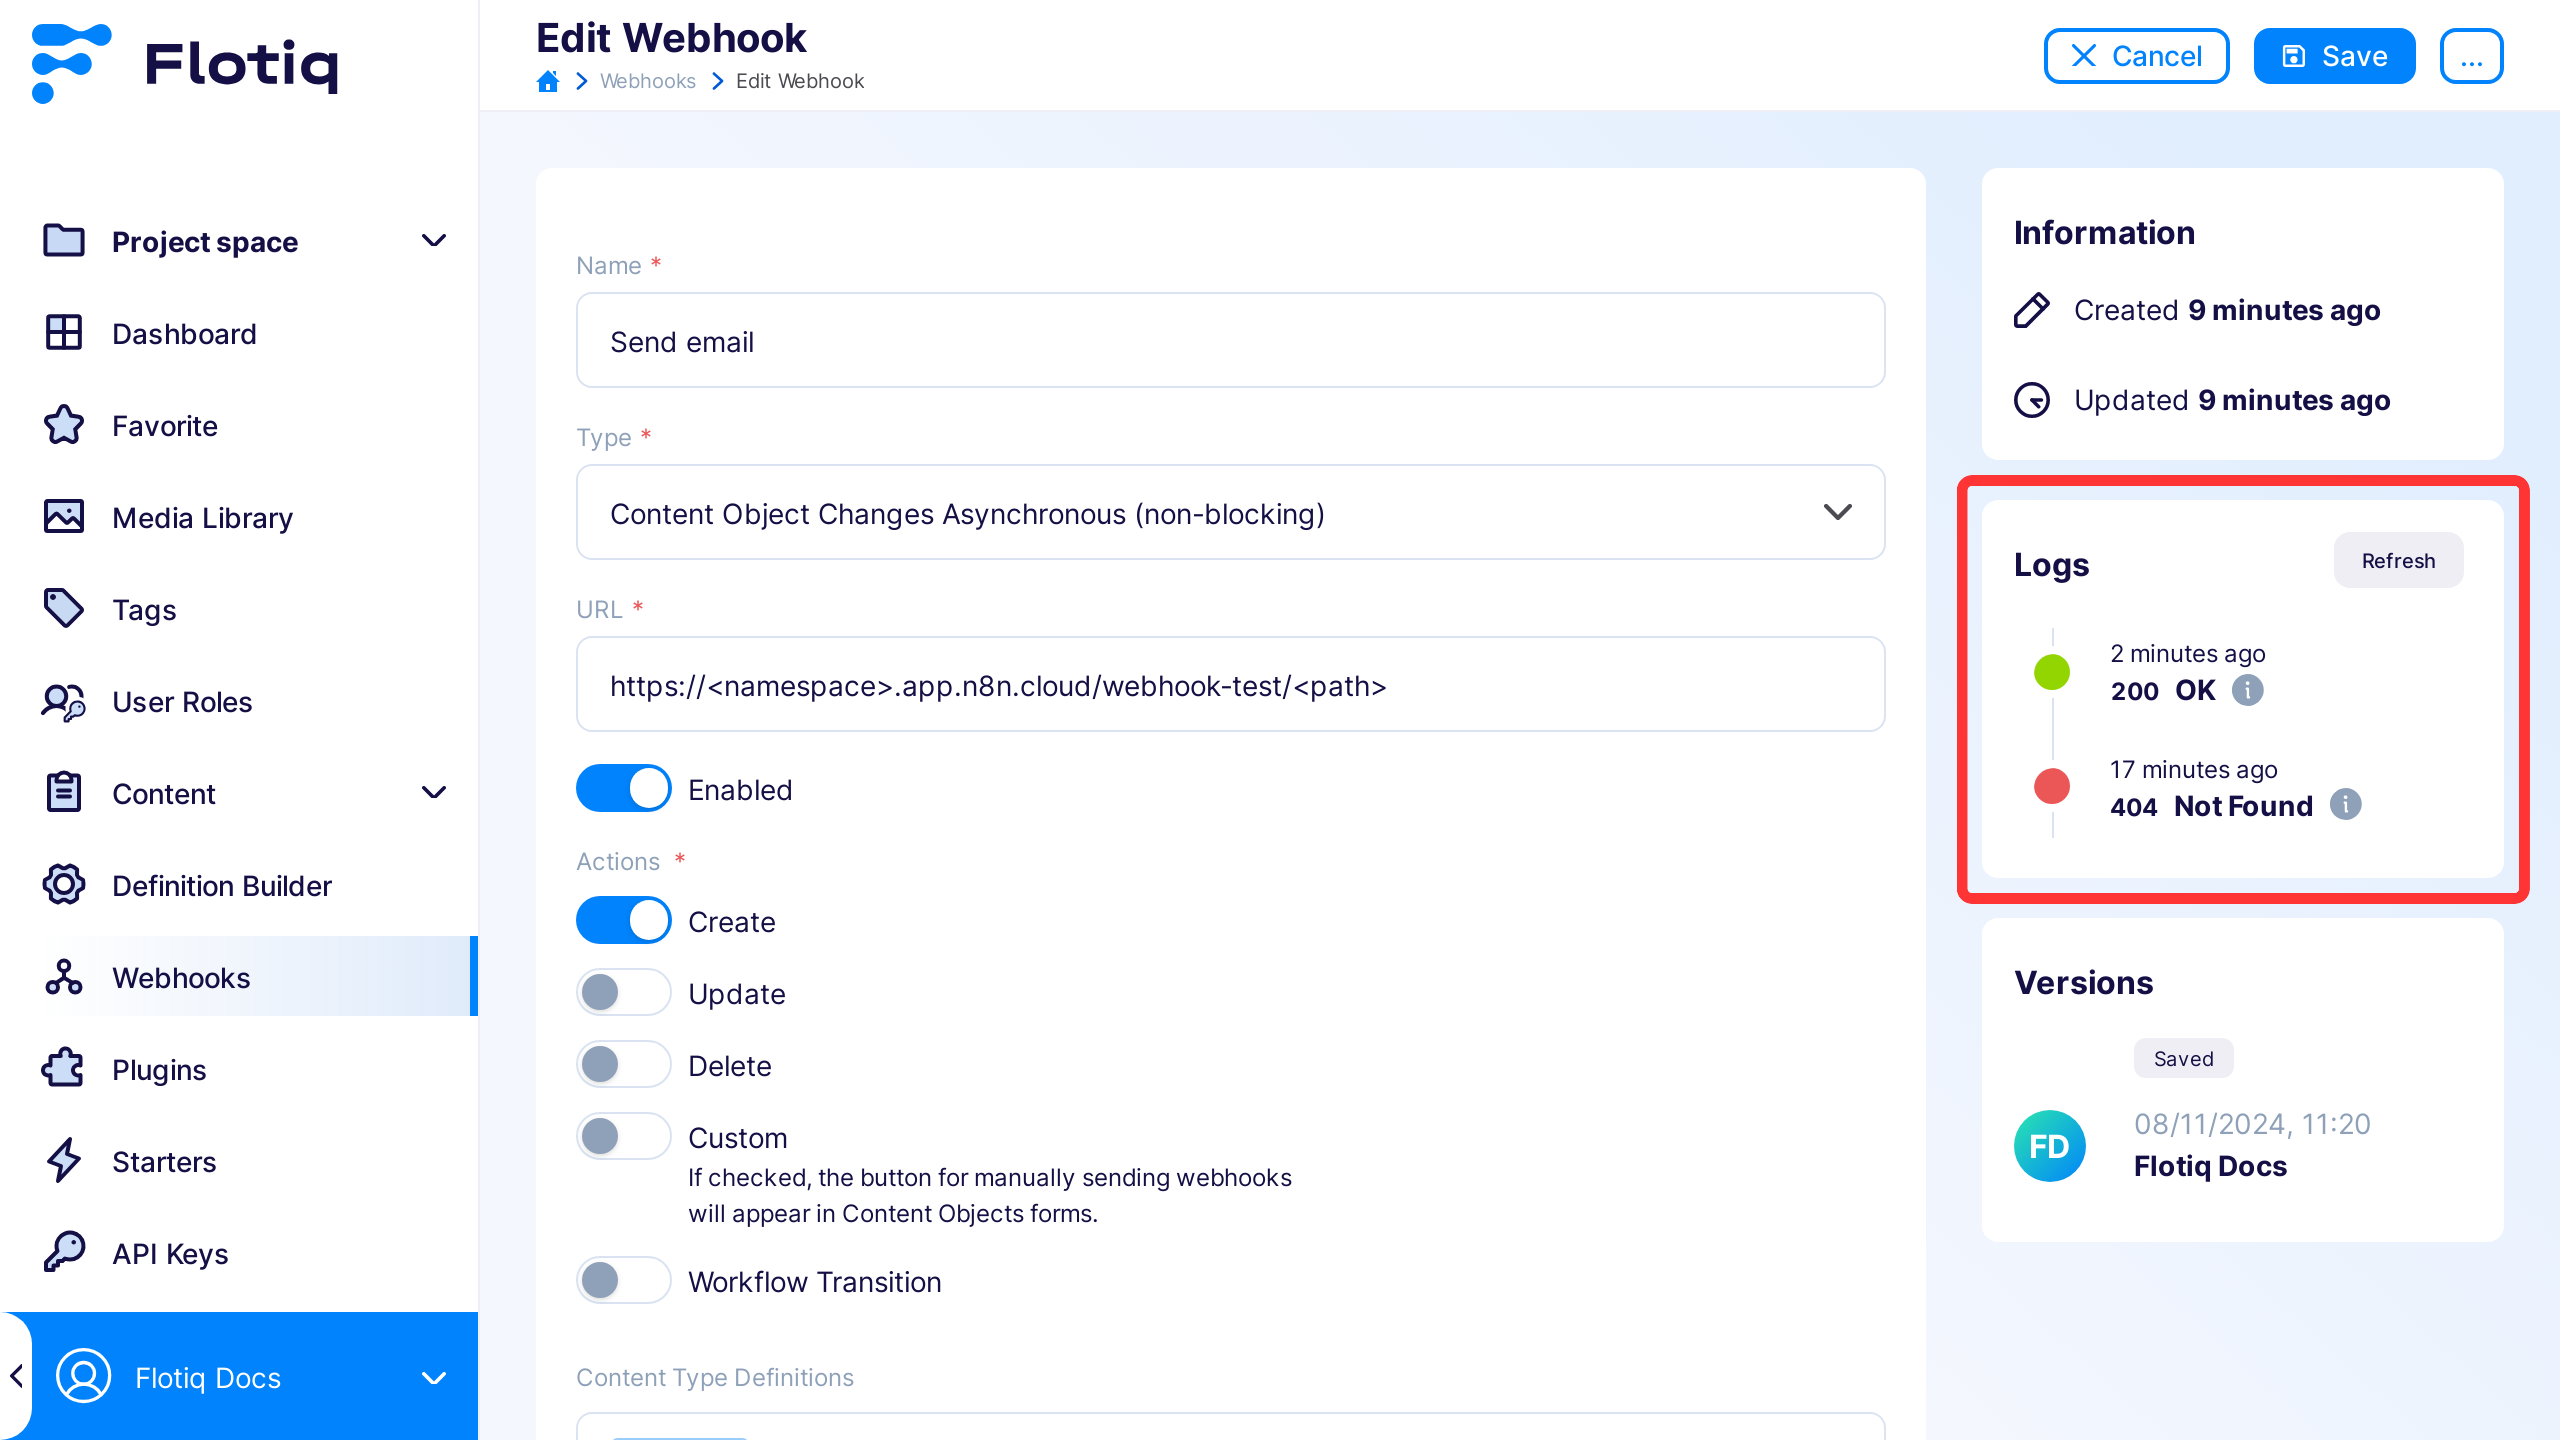 Flotiq
Project space
Dashboard
Favorite
Media Library
Tags
User Roles
Content
Definition Builder
Webhooks
Plugins
Starters
API Keys
Flotiq Docs
Edit Webhook
Webhooks
Edit Webhook
Cancel
Save
...
Name *
Send email
Type *
Content Object Changes Asynchronous (non-blocking)
URL *
https://<namespace>.app.n8n.cloud/webhook-test/<path>
Enabled
Actions *
Create
Update
Delete
Custom
If checked, the button for manually sending webhooks
will appear in Content Objects forms.
Workflow Transition
Content Type Definitions
Information
Created 9 minutes ago
Updated 9 minutes ago
Logs
Refresh
2 minutes ago
200 OK
17 minutes ago
404 Not Found
Versions
Saved
FD
08/11/2024, 11:20
Flotiq Docs